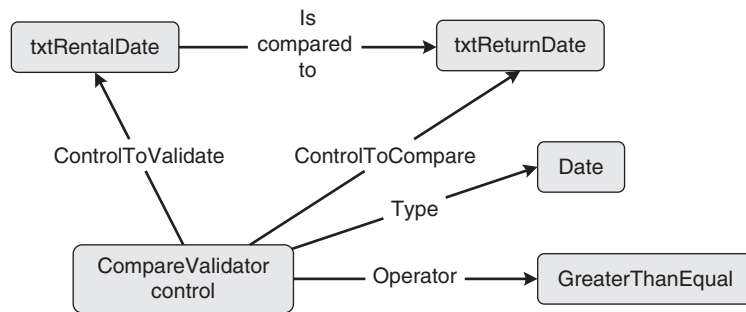 Is
compared
to
txtRentalDate
txtReturnDate
ControlToValidate
ControlToCompare
Date
Type
CompareValidator
control
Operator
GreaterThanEqual